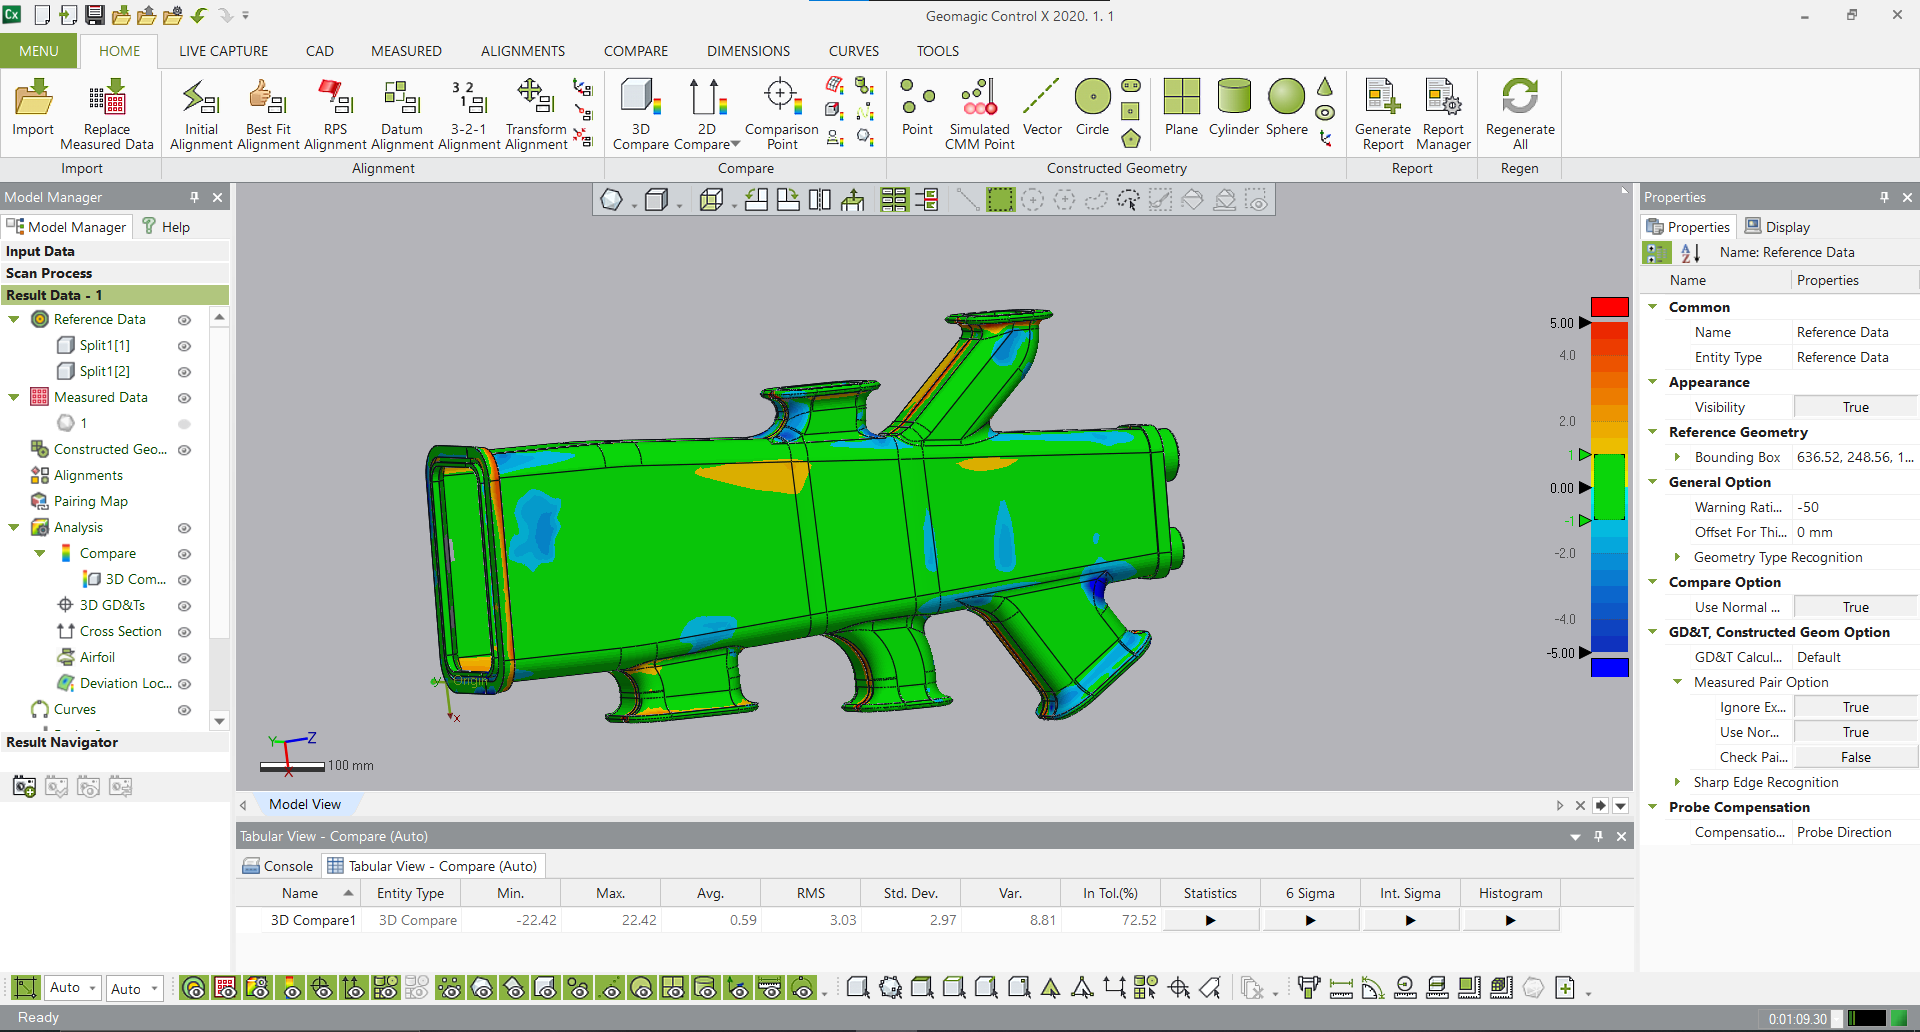 Cx
Geomagic Control X 2020. 1. 1
MENU
HOME
LIVE CAPTURE
CAD
MEASURED
ALIGNMENTS
COMPARE
DIMENSIONS
CURVES
TOOLS
Import
Replace
Measured Data
Initial
Alignment
Best Fit
Alignment
RPS
Alignment
Datum
Alignment
3-2-1
Alignment
Transform
Alignment
3D
Compare
2D
Compare
Comparison
Point
Point
Simulated
CMM Point
Vector
Circle
Plane
Cylinder
Sphere
Generate
Report
Report
Manager
Regenerate
All
Import
Alignment
Compare
Constructed Geometry
Report
Regen
Model Manager
Model Manager
Help
Input Data
Scan Process
Result Data - 1
Reference Data
Split1[1]
Split1[2]
Measured Data
1
Constructed Geo...
Alignments
Pairing Map
Analysis
Compare
3D Com...
3D GD&Ts
Cross Section
Airfoil
Deviation Loc...
Curves
Result Navigator
5.00
4.0
2.0
1
0.00
-1
-2.0
-4.0
-5.00
Origin
X
Y
Z
X
100 mm
Model View
Tabular View - Compare (Auto)
Console
Tabular View - Compare (Auto)
Name Entity Type Min. Max. Avg. RMS Std. Dev. Var. In Tol.(%) Statistics 6 Sigma Int. Sigma Histogram
3D Compare1 3D Compare -22.42 22.42 0.59 3.03 2.97 8.81 72.52
Properties
Properties
Display
Name: Reference Data
Name Properties
Common
Name Reference Data
Entity Type Reference Data
Appearance
Visibility True
Reference Geometry
Bounding Box 636.52, 248.56, 1...
General Option
Warning Rati... -50
Offset For Thi... 0 mm
Geometry Type Recognition
Compare Option
Use Normal ... True
GD&T, Constructed Geom Option
GD&T Calcul... Default
Measured Pair Option
Ignore Ex... True
Use Nor... True
Check Pai... False
Sharp Edge Recognition
Probe Compensation
Compensatio... Probe Direction
Auto
Auto
Ready
0:01:09.30